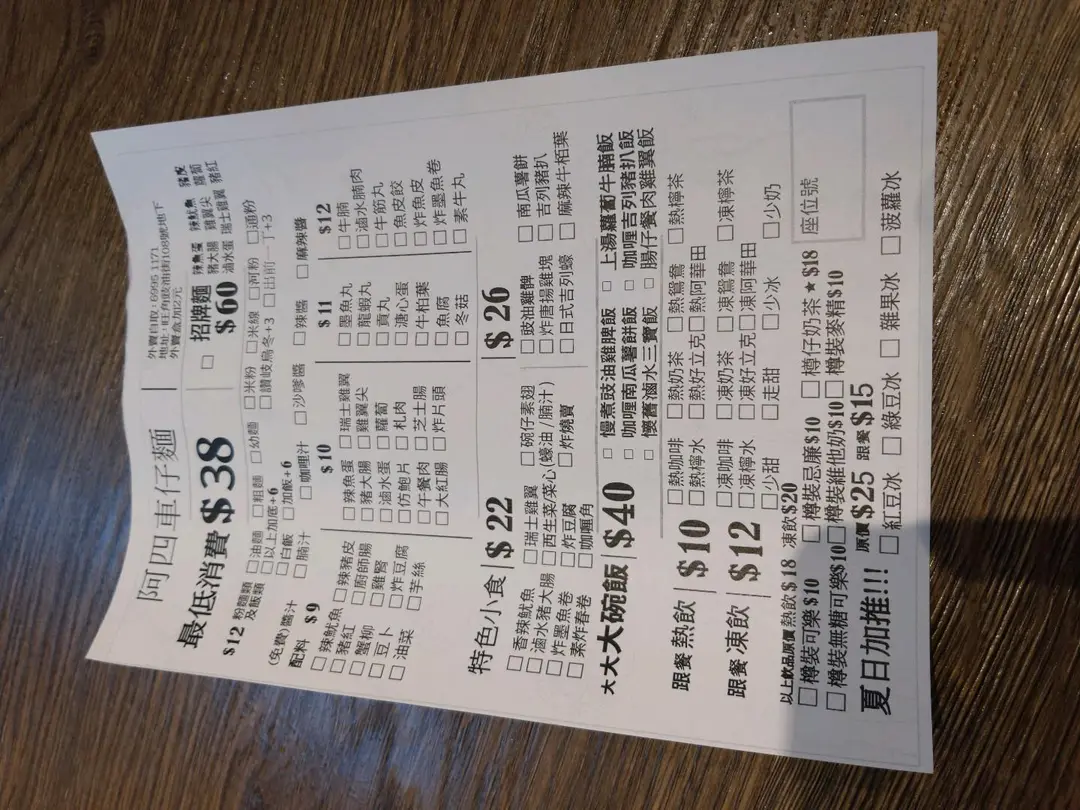 阿四車仔麵
外賣自取：6995 1171
地址：旺角豉油街108號地下
外賣盒加2元
最低消費$38
□ 招牌麵 $60
辣魚蛋 辣魷魚 豬皮
豬大腸 雞翼尖 蘿蔔
滷水蛋 瑞士雞翼 豬紅
$12 粉麵類及飯類
□油麵 □粗麵 □幼麵 □米粉 □米線 □河粉 □通粉
□以上加底+6 □讚岐烏冬+3 □出前一丁+3
□白飯 □加飯+6
(免費)醬汁 □腩汁 □咖喱汁 □沙嗲醬 □辣醬 □麻辣醬
配料 $9
□辣魷魚 □辣豬皮
□豬紅 □廚師腸
□蟹柳 □雞腎
□豆卜 □炸豆腐
□油菜 □芋絲
$10
□辣魚蛋 □瑞士雞翼
□豬大腸 □雞翼尖
□滷水蛋 □蘿蔔
□仿鮑片 □札肉
□午餐肉 □芝士腸
□大紅腸 □炸片頭
$11
□墨魚丸
□龍蝦丸
□貢丸
□溏心蛋
□牛柏葉
□魚腐
□冬菇
$12
□牛腩
□滷水腩肉
□牛筋丸
□魚皮餃
□炸魚皮
□炸墨魚卷
□素牛丸
特色小食 $22
□香辣魷魚 □瑞士雞翼 □碗仔素翅
□滷水豬大腸 □西生菜/菜心(蠔油/腩汁)
□炸墨魚卷 □炸豆腐 □炸燒賣
□素炸春卷 □咖喱角
$26
□豉油雞髀 □南瓜薯餅
□炸唐揚雞塊 □吉列豬扒
□日式吉列蠔 □麻辣牛栢葉
大大大碗飯 $40
□ 慢煮豉油雞脾飯 □ 上湯蘿蔔牛腩飯
□ 咖喱南瓜薯餅飯 □ 咖喱吉列豬扒飯
□ 懷舊滷水三寶飯 □ 腸仔餐肉雞翼飯
跟餐 熱飲 $10
□熱咖啡 □熱奶茶 □熱鴛鴦 □熱檸茶
□熱檸水 □熱好立克 □熱阿華田
跟餐 凍飲 $12
□凍咖啡 □凍奶茶 □凍鴛鴦 □凍檸茶
□凍檸水 □凍好立克 □凍阿華田
□少甜 □走甜 □少冰 □少奶
以上飲品原價 熱飲$18 凍飲$20
□樽裝可樂$10 □樽裝忌廉$10 □樽仔奶茶★$18
□樽裝無糖可樂$10 □樽裝維他奶$10 □樽裝麥精$10
座位號
夏日加推!!! 原價$25 跟餐$15
□紅豆冰 □綠豆冰 □雜果冰 □菠蘿冰